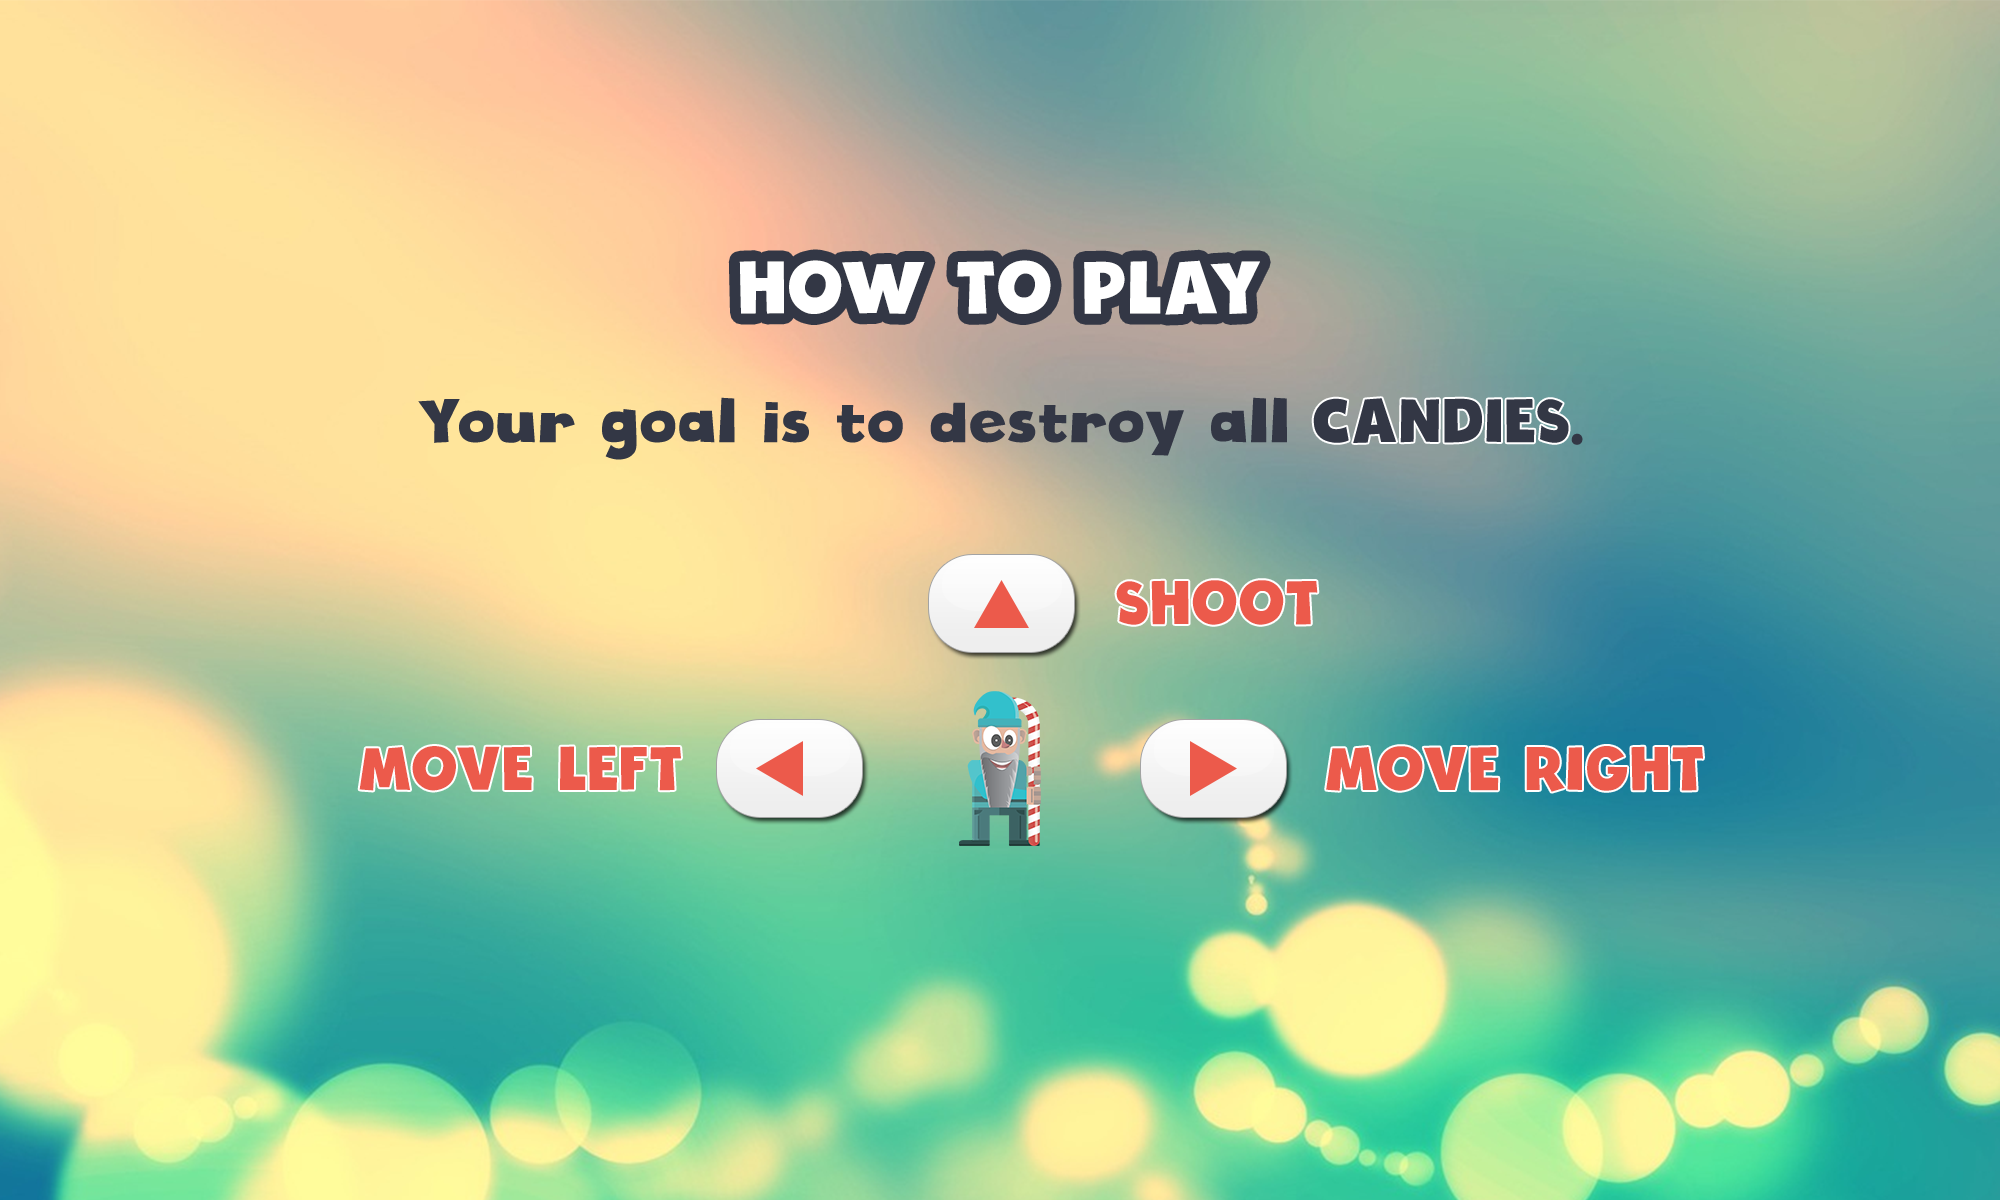 HOW TO PLAY
Your goal is to destroy all CANDIES.
SHOOT
MOVE LEFT
MOVE RIGHT